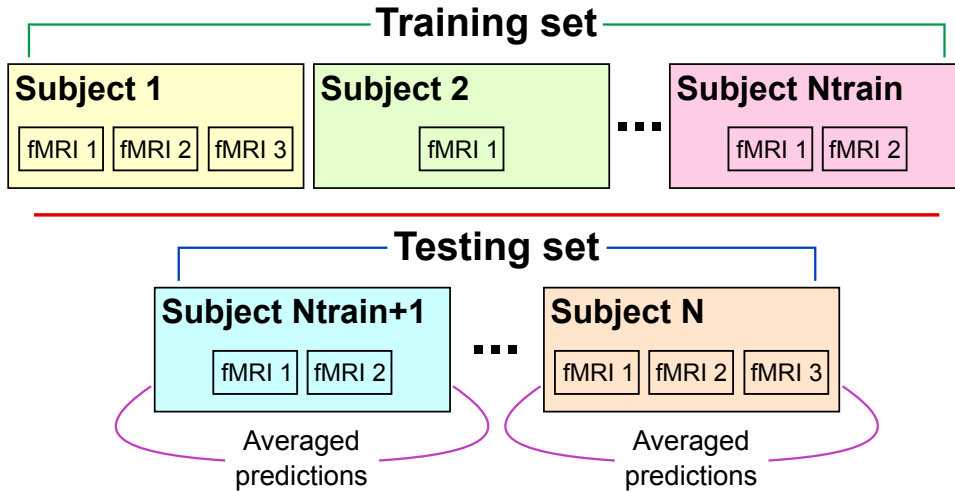 Training set
Subject 1
fMRI 1 fMRI 2 fMRI 3
Subject 2
fMRI 1
Subject Ntrain
fMRI 1 fMRI 2
Testing set
Subject Ntrain+1
fMRI 1 fMRI 2
Subject N
fMRI 1 fMRI 2 fMRI 3
Averaged
predictions
Averaged
predictions